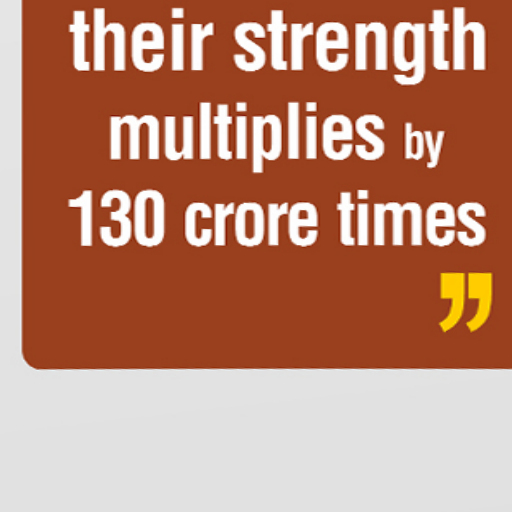 their strength
multiplies by
130 crore times
”